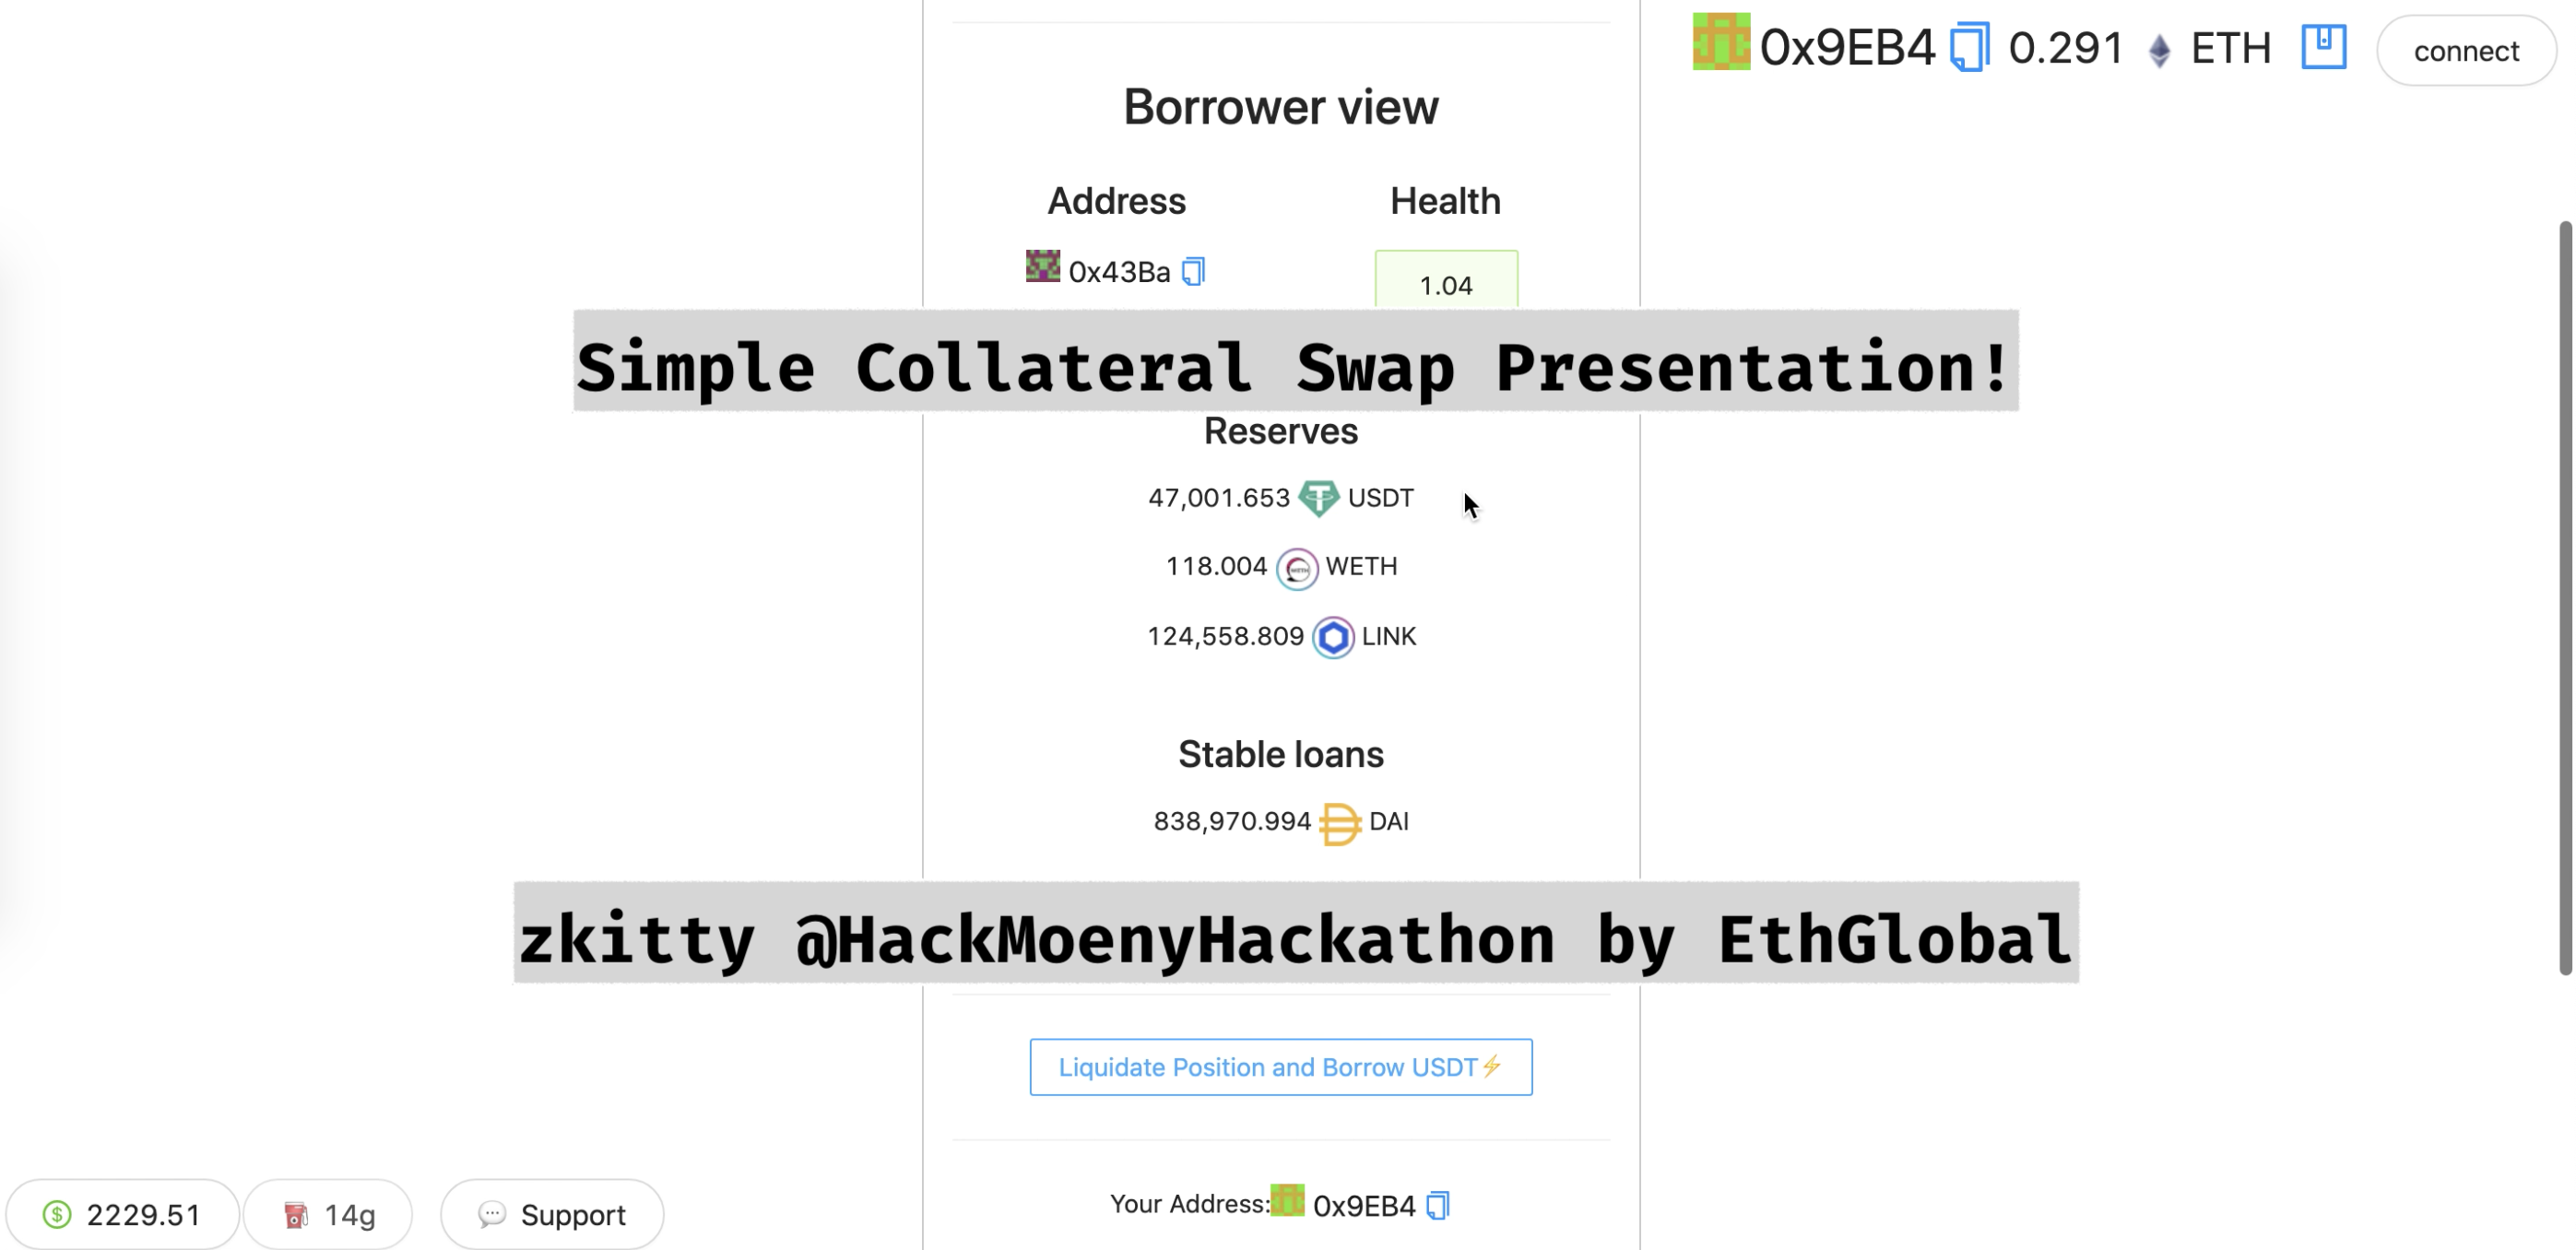 0x9EB4 0.291 ETH connect
Borrower view
Address Health
0x43Ba 1.04
Simple Collateral Swap Presentation!
Reserves
47,001.653 USDT
118.004 WETH
124,558.809 LINK
Stable loans
838,970.994 DAI
zkitty @HackMoenyHackathon by EthGlobal
Liquidate Position and Borrow USDT⚡
Your Address: 0x9EB4
2229.51 14g Support